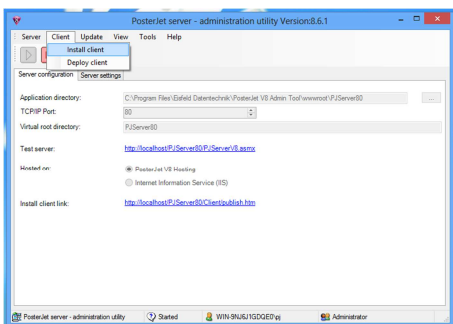 PosterJet server - administration utility Version:8.6.1
Server Client Update View Tools Help
Install client
Deploy client
Server configuration Server settings
Application directory: C:\Program Files\Eisfeld Datentechnik\PosterJet V8 Admin Tool\wwwroot\PJServer80 ...
TCP/IP Port: 80
Virtual root directory: PJServer80
Test server: http://localhost/PJServer80/PJServerV8.asmx
Hosted on: PosterJet V8 Hosting
Internet Information Service (IIS)
Install client link: http://localhost/PJServer80/Client/publish.htm
PosterJet server - administration utility Started WIN-9NJ6J1GDQE0\pj Administrator